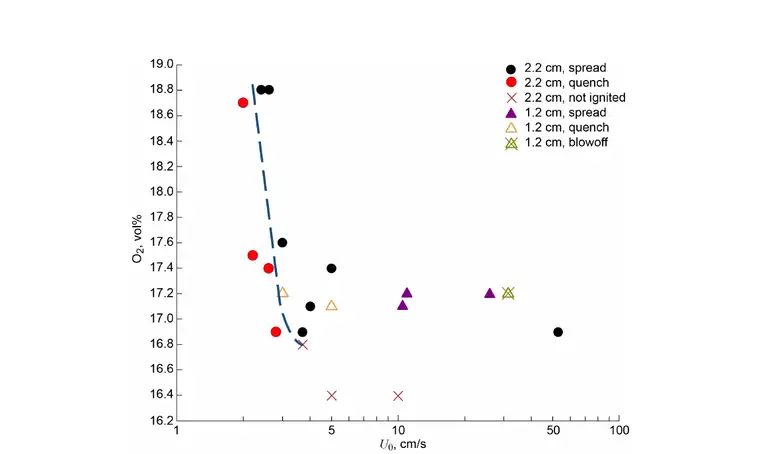 19.0
18.8
18.6
18.4
18.2
18.0
17.8
17.6
17.4
17.2
17.0
16.8
16.6
16.4
16.2
O2, vol%
2.2 cm, spread
2.2 cm, quench
2.2 cm, not ignited
1.2 cm, spread
1.2 cm, quench
1.2 cm, blowoff
1 5 10 50 100
U0, cm/s